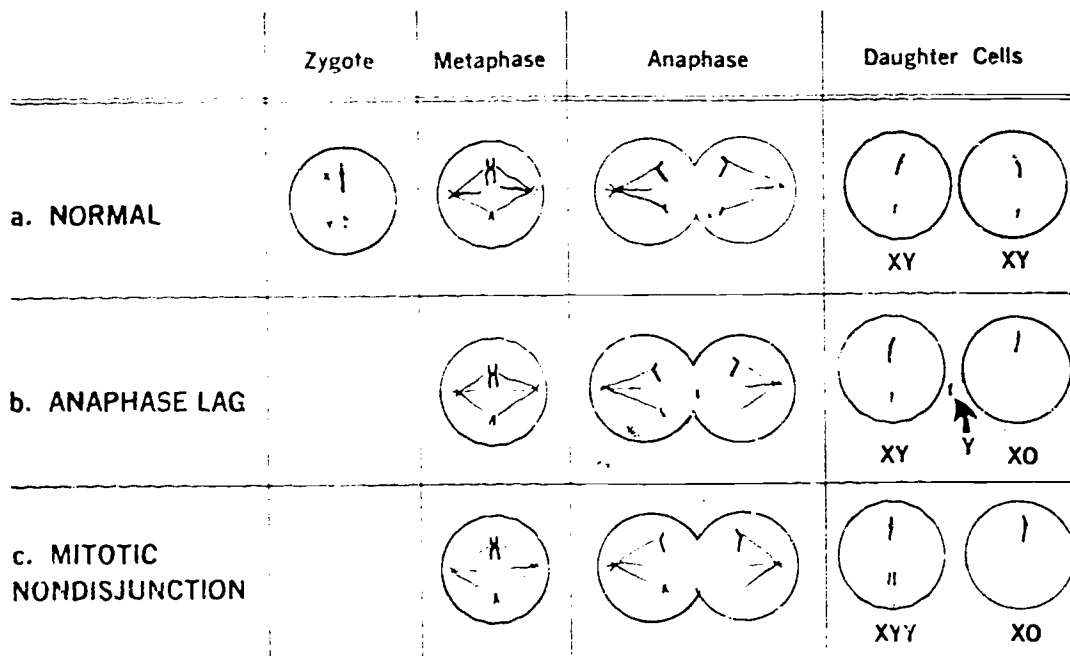 Zygote Metaphase Anaphase Daughter Cells
a. NORMAL
x
Y
XY XY
b. ANAPHASE LAG
Y
XY XO
c. MITOTIC
NONDISJUNCTION
XYY XO